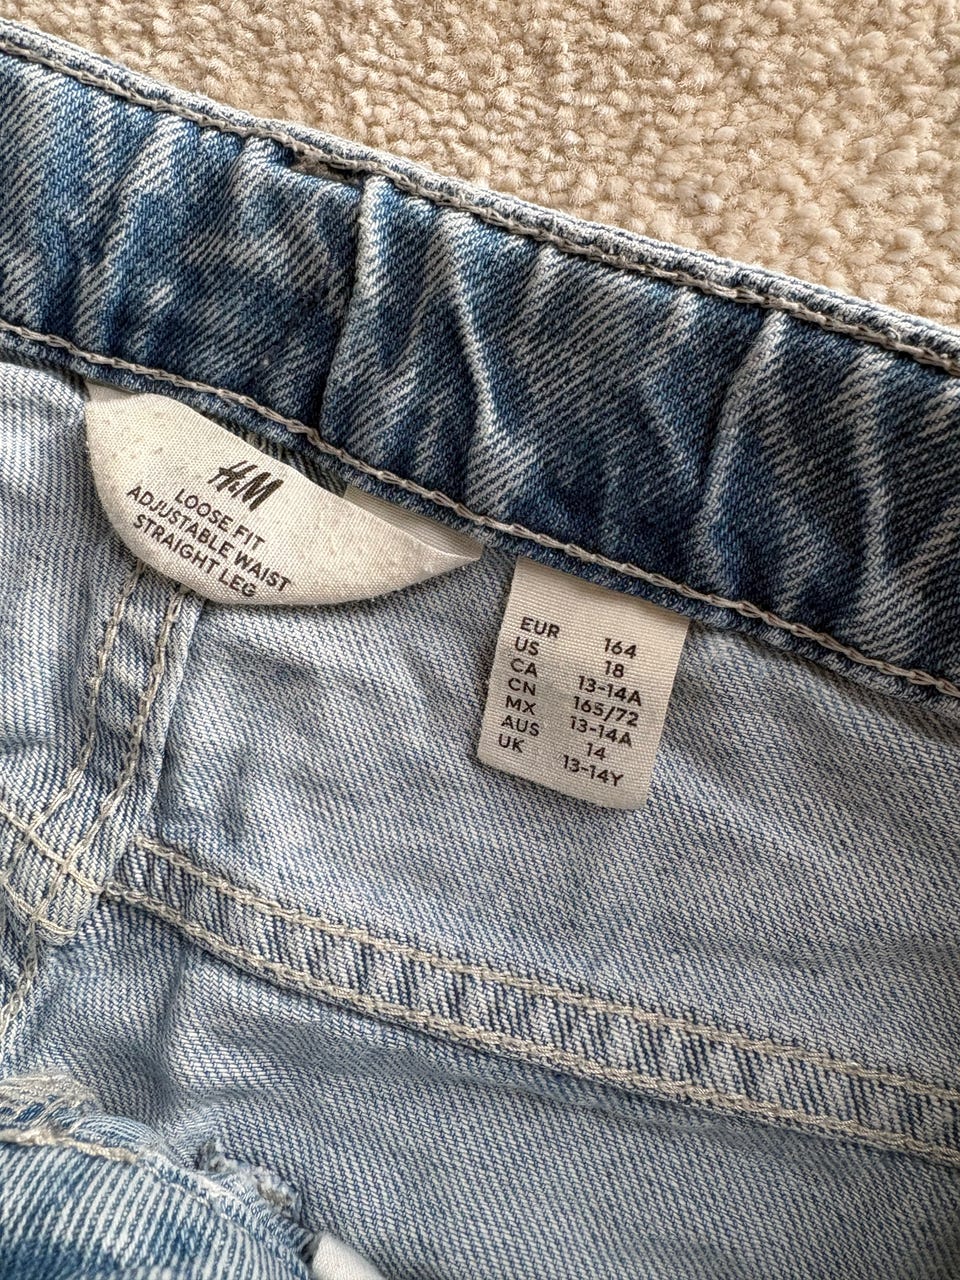 H&M
LOOSE FIT
ADJUSTABLE WAIST
STRAIGHT LEG
EUR 164
US 18
CA 13-14A
CN 165/72
MX 13-14A
AUS 14
UK 13-14Y